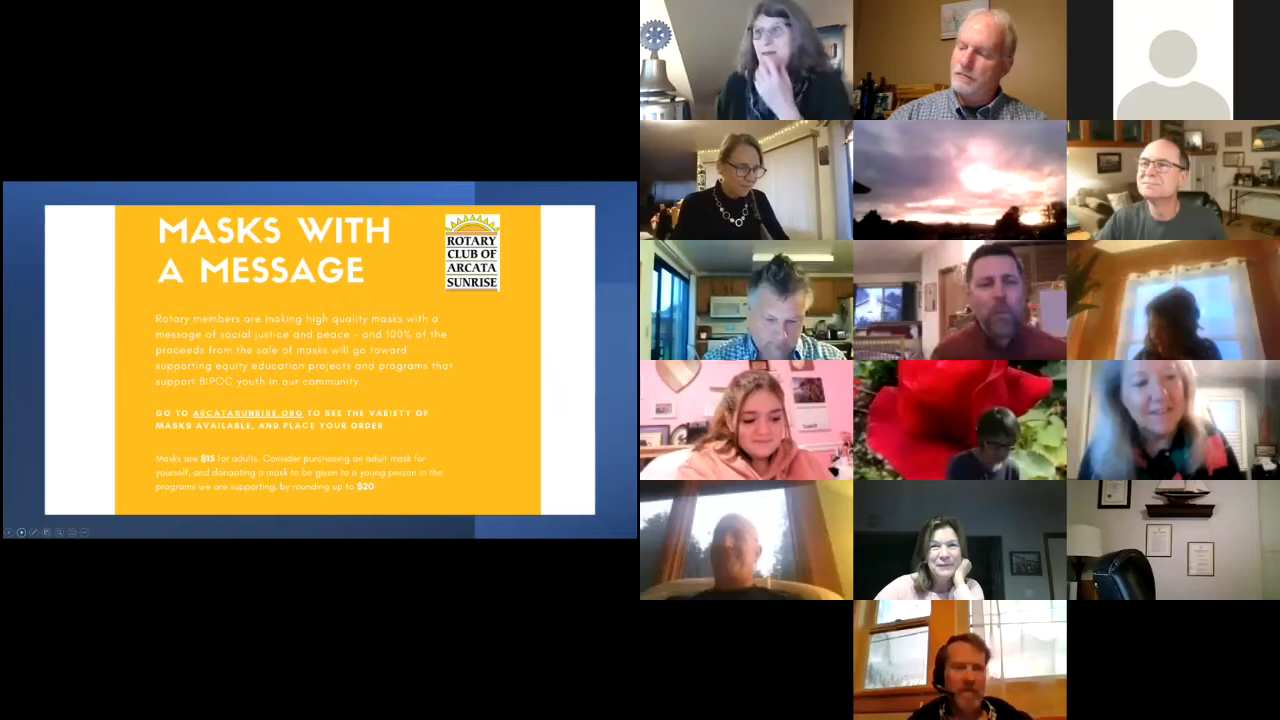 MASKS WITH
A MESSAGE
ROTARY
CLUB OF
ARCATA
SUNRISE
Rotary members are making high quality masks with a
message of social justice and peace - and 100% of the
proceeds from the sale of masks will go toward
supporting equity education projects and programs that
support BIPOC youth in our community.
GO TO ARCATASUNRISE.ORG TO SEE THE VARIETY OF
MASKS AVAILABLE, AND PLACE YOUR ORDER
Masks are $15 for adults. Consider purchasing an adult mask for
yourself, and donating a mask to be given to a young person in the
programs we are supporting, by rounding up to $20